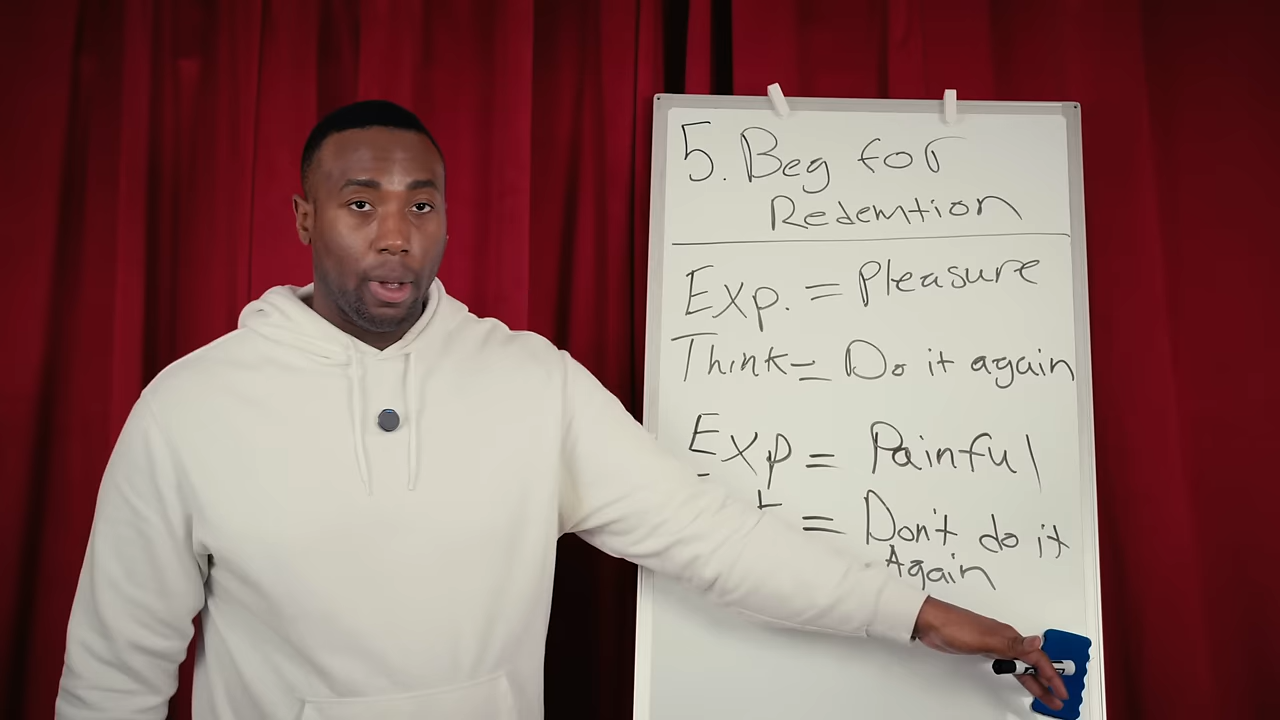 5. Beg for
Redemtion
Exp. = Pleasure
Think = Do it again
Exp = Painful
= Don't do it
Again